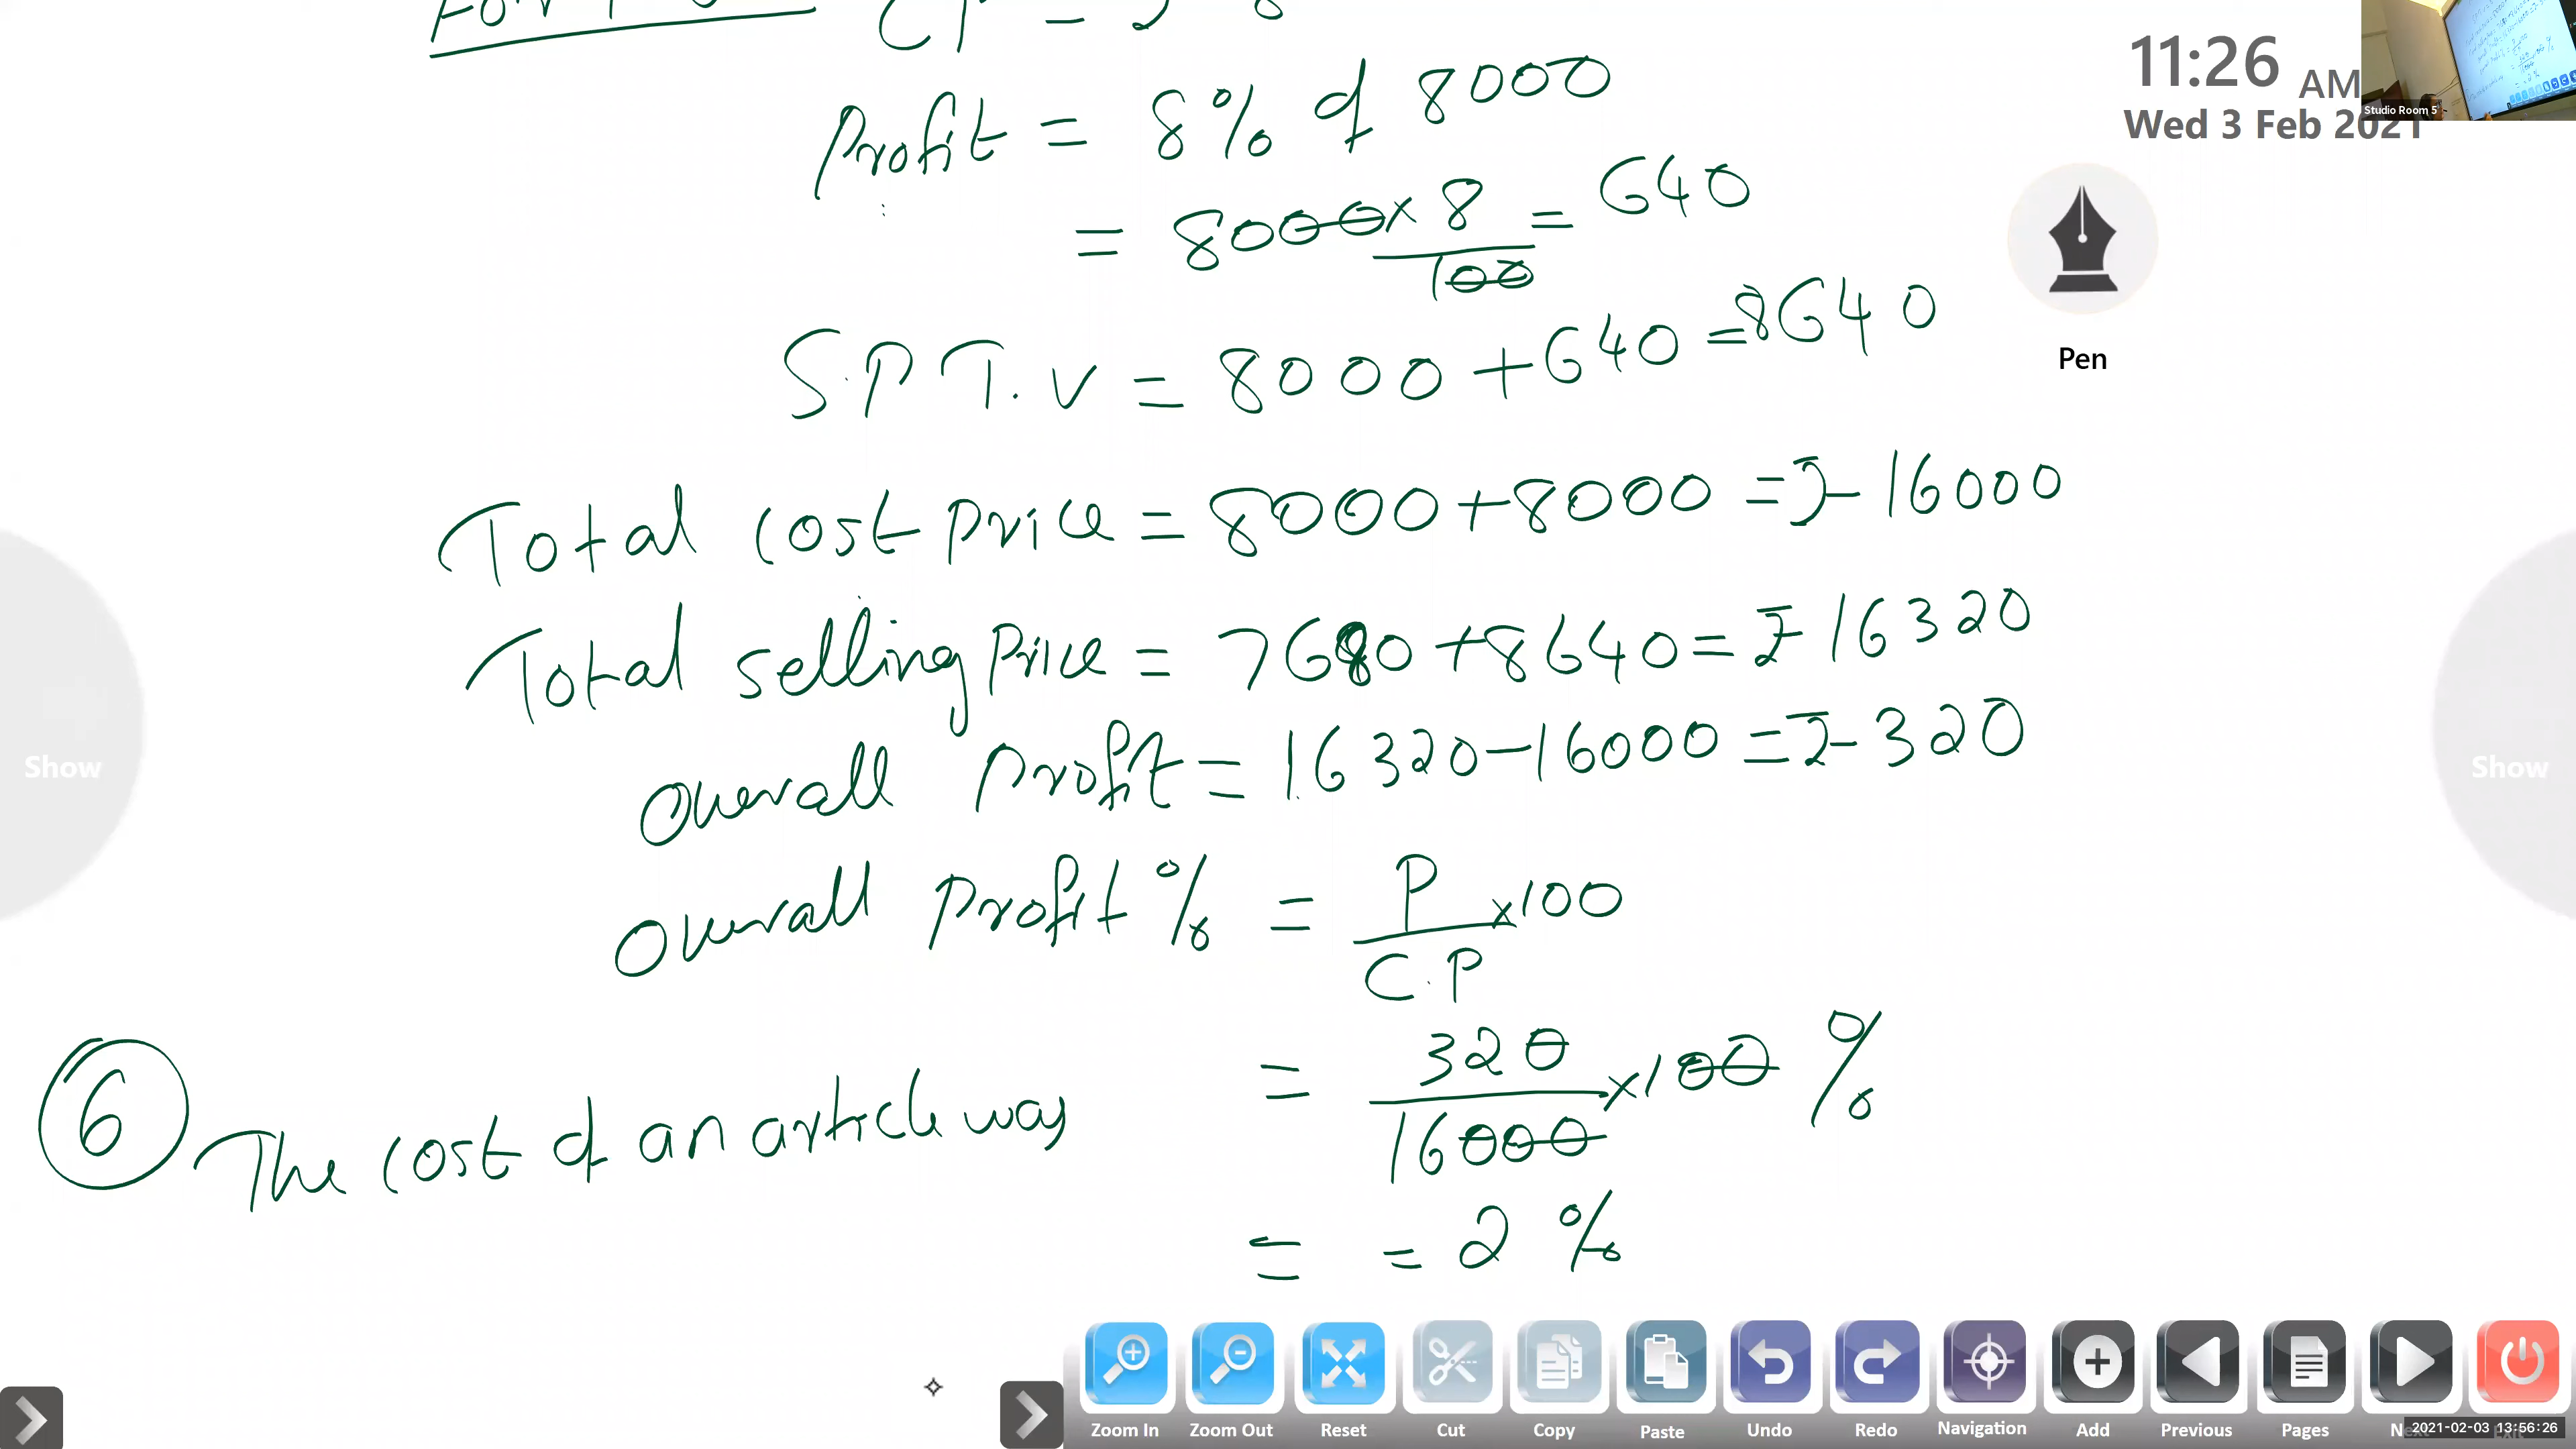 11:26 AM
Wed 3 Feb 2021
Studio Room 5
Pen
Profit = 8% of 8000
= 8000 × 8 / 100 = 640
S.P T.V = 8000 + 640 = 8640
Total cost price = 8000 + 8000 = ₹ 16000
Total selling Price = 7680 + 8640 = ₹ 16320
overall profit = 16320 - 16000 = ₹ 320
overall Profit % = P / C.P × 100
= 320 / 16000 × 100 %
= = 2 %
6 The cost of an article was
Show
Show
Zoom In
Zoom Out
Reset
Cut
Copy
Paste
Undo
Redo
Navigation
Add
Previous
Pages
2021-02-03 13:56:26